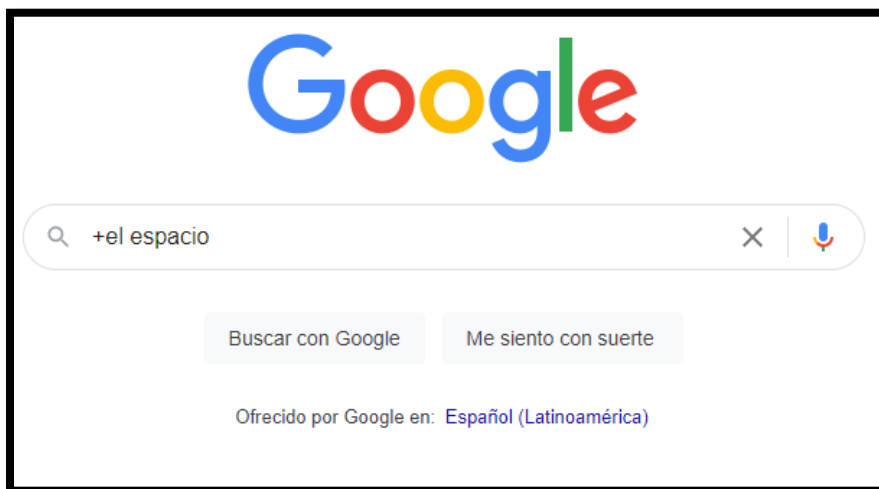 Google
+el espacio
Buscar con Google Me siento con suerte
Ofrecido por Google en: Español (Latinoamérica)